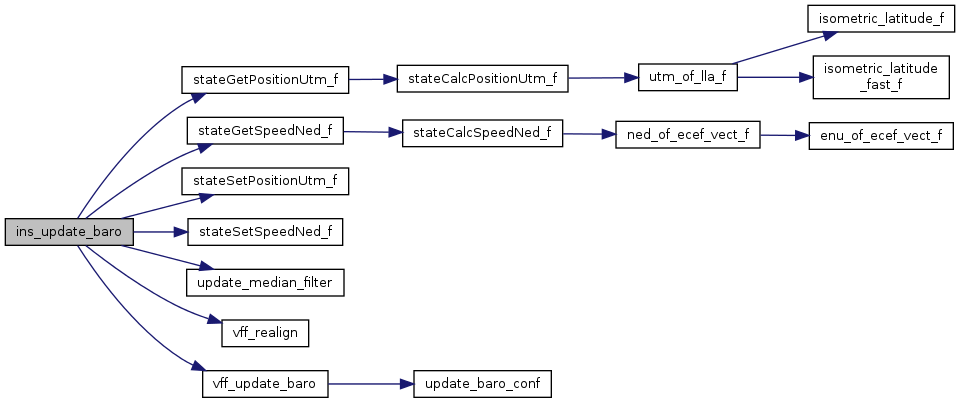 isometric_latitude_f
stateGetPositionUtm_f
stateCalcPositionUtm_f
utm_of_lla_f
isometric_latitude
_fast_f
stateGetSpeedNed_f
stateCalcSpeedNed_f
ned_of_ecef_vect_f
enu_of_ecef_vect_f
stateSetPositionUtm_f
ins_update_baro
stateSetSpeedNed_f
update_median_filter
vff_realign
vff_update_baro
update_baro_conf